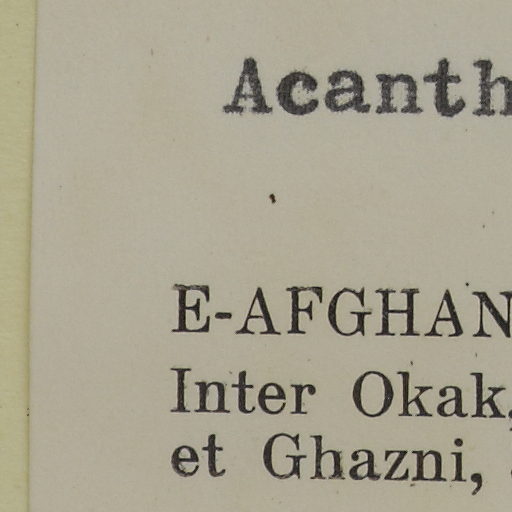 Acanth
E-AFGHAN
Inter Okak,
et Ghazni,